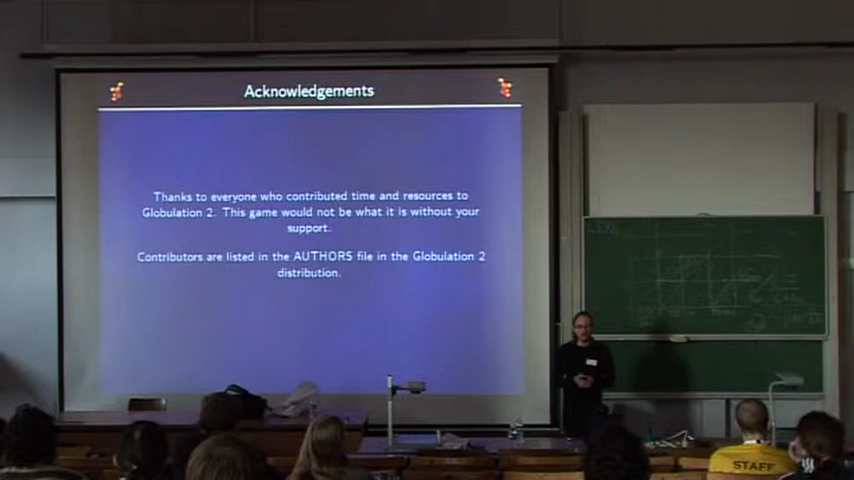 Acknowledgements
Thanks to everyone who contributed time and resources to
Globulation 2. This game would not be what it is without your
support.
Contributors are listed in the AUTHORS file in the Globulation 2
distribution.
STAFF